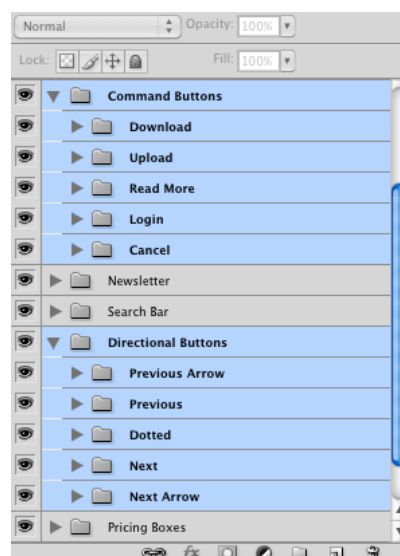 Normal Opacity: 100%
Lock: Fill: 100%
Command Buttons
Download
Upload
Read More
Login
Cancel
Newsletter
Search Bar
Directional Buttons
Previous Arrow
Previous
Dotted
Next
Next Arrow
Pricing Boxes
fx